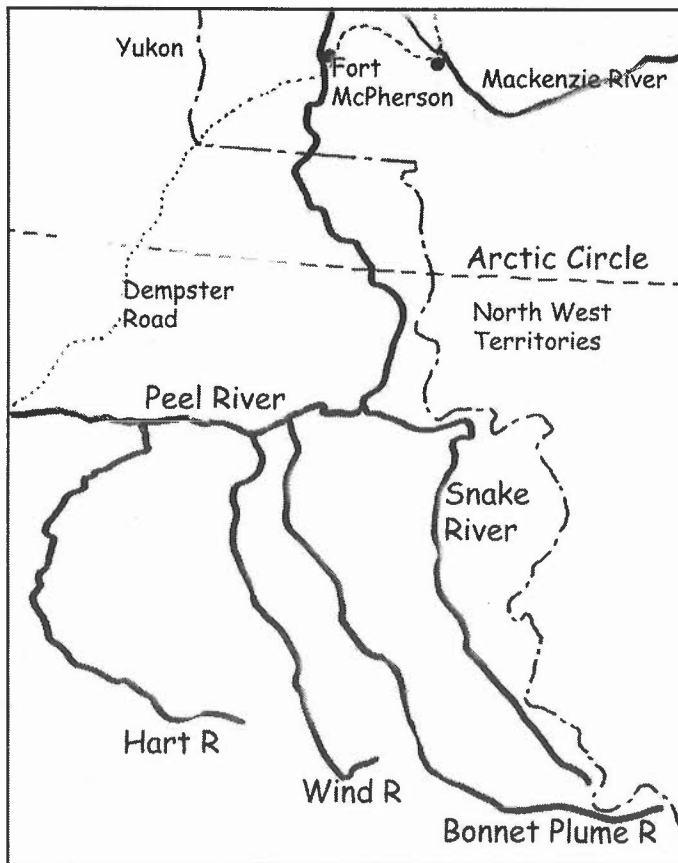 Yukon
Fort
McPherson
Mackenzie River
Arctic Circle
Dempster
Road
North West
Territories
Peel River
Snake
River
Hart R
Wind R
Bonnet Plume R